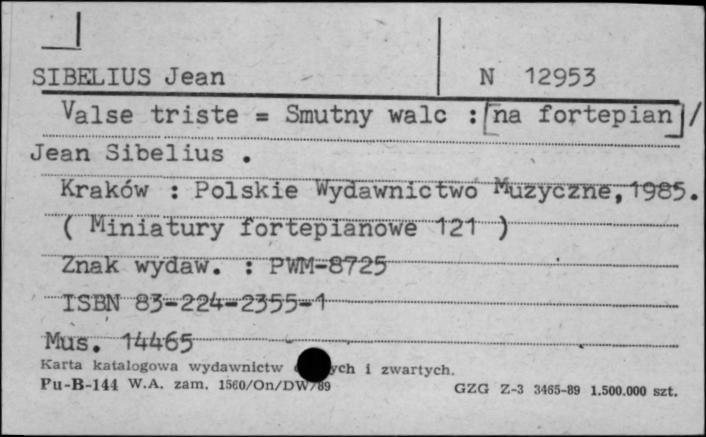 SIBELIUS Jean N 12953
Valse triste = Smutny walc : [na fortepian]/
Jean Sibelius .
Kraków : Polskie Wydawnictwo Muzyczne, 1985.
( Miniatury fortepianowe 121 )
Znak wydaw. : PWM-8725
ISBN 83-224-2355-1
Mus. 14465
Karta katalogowa wydawnictw ych i zwartych.
Pu-B-144 W.A. zam. 1560/On/DW/89 GZG Z-3 3465-89 1.500.000 szt.